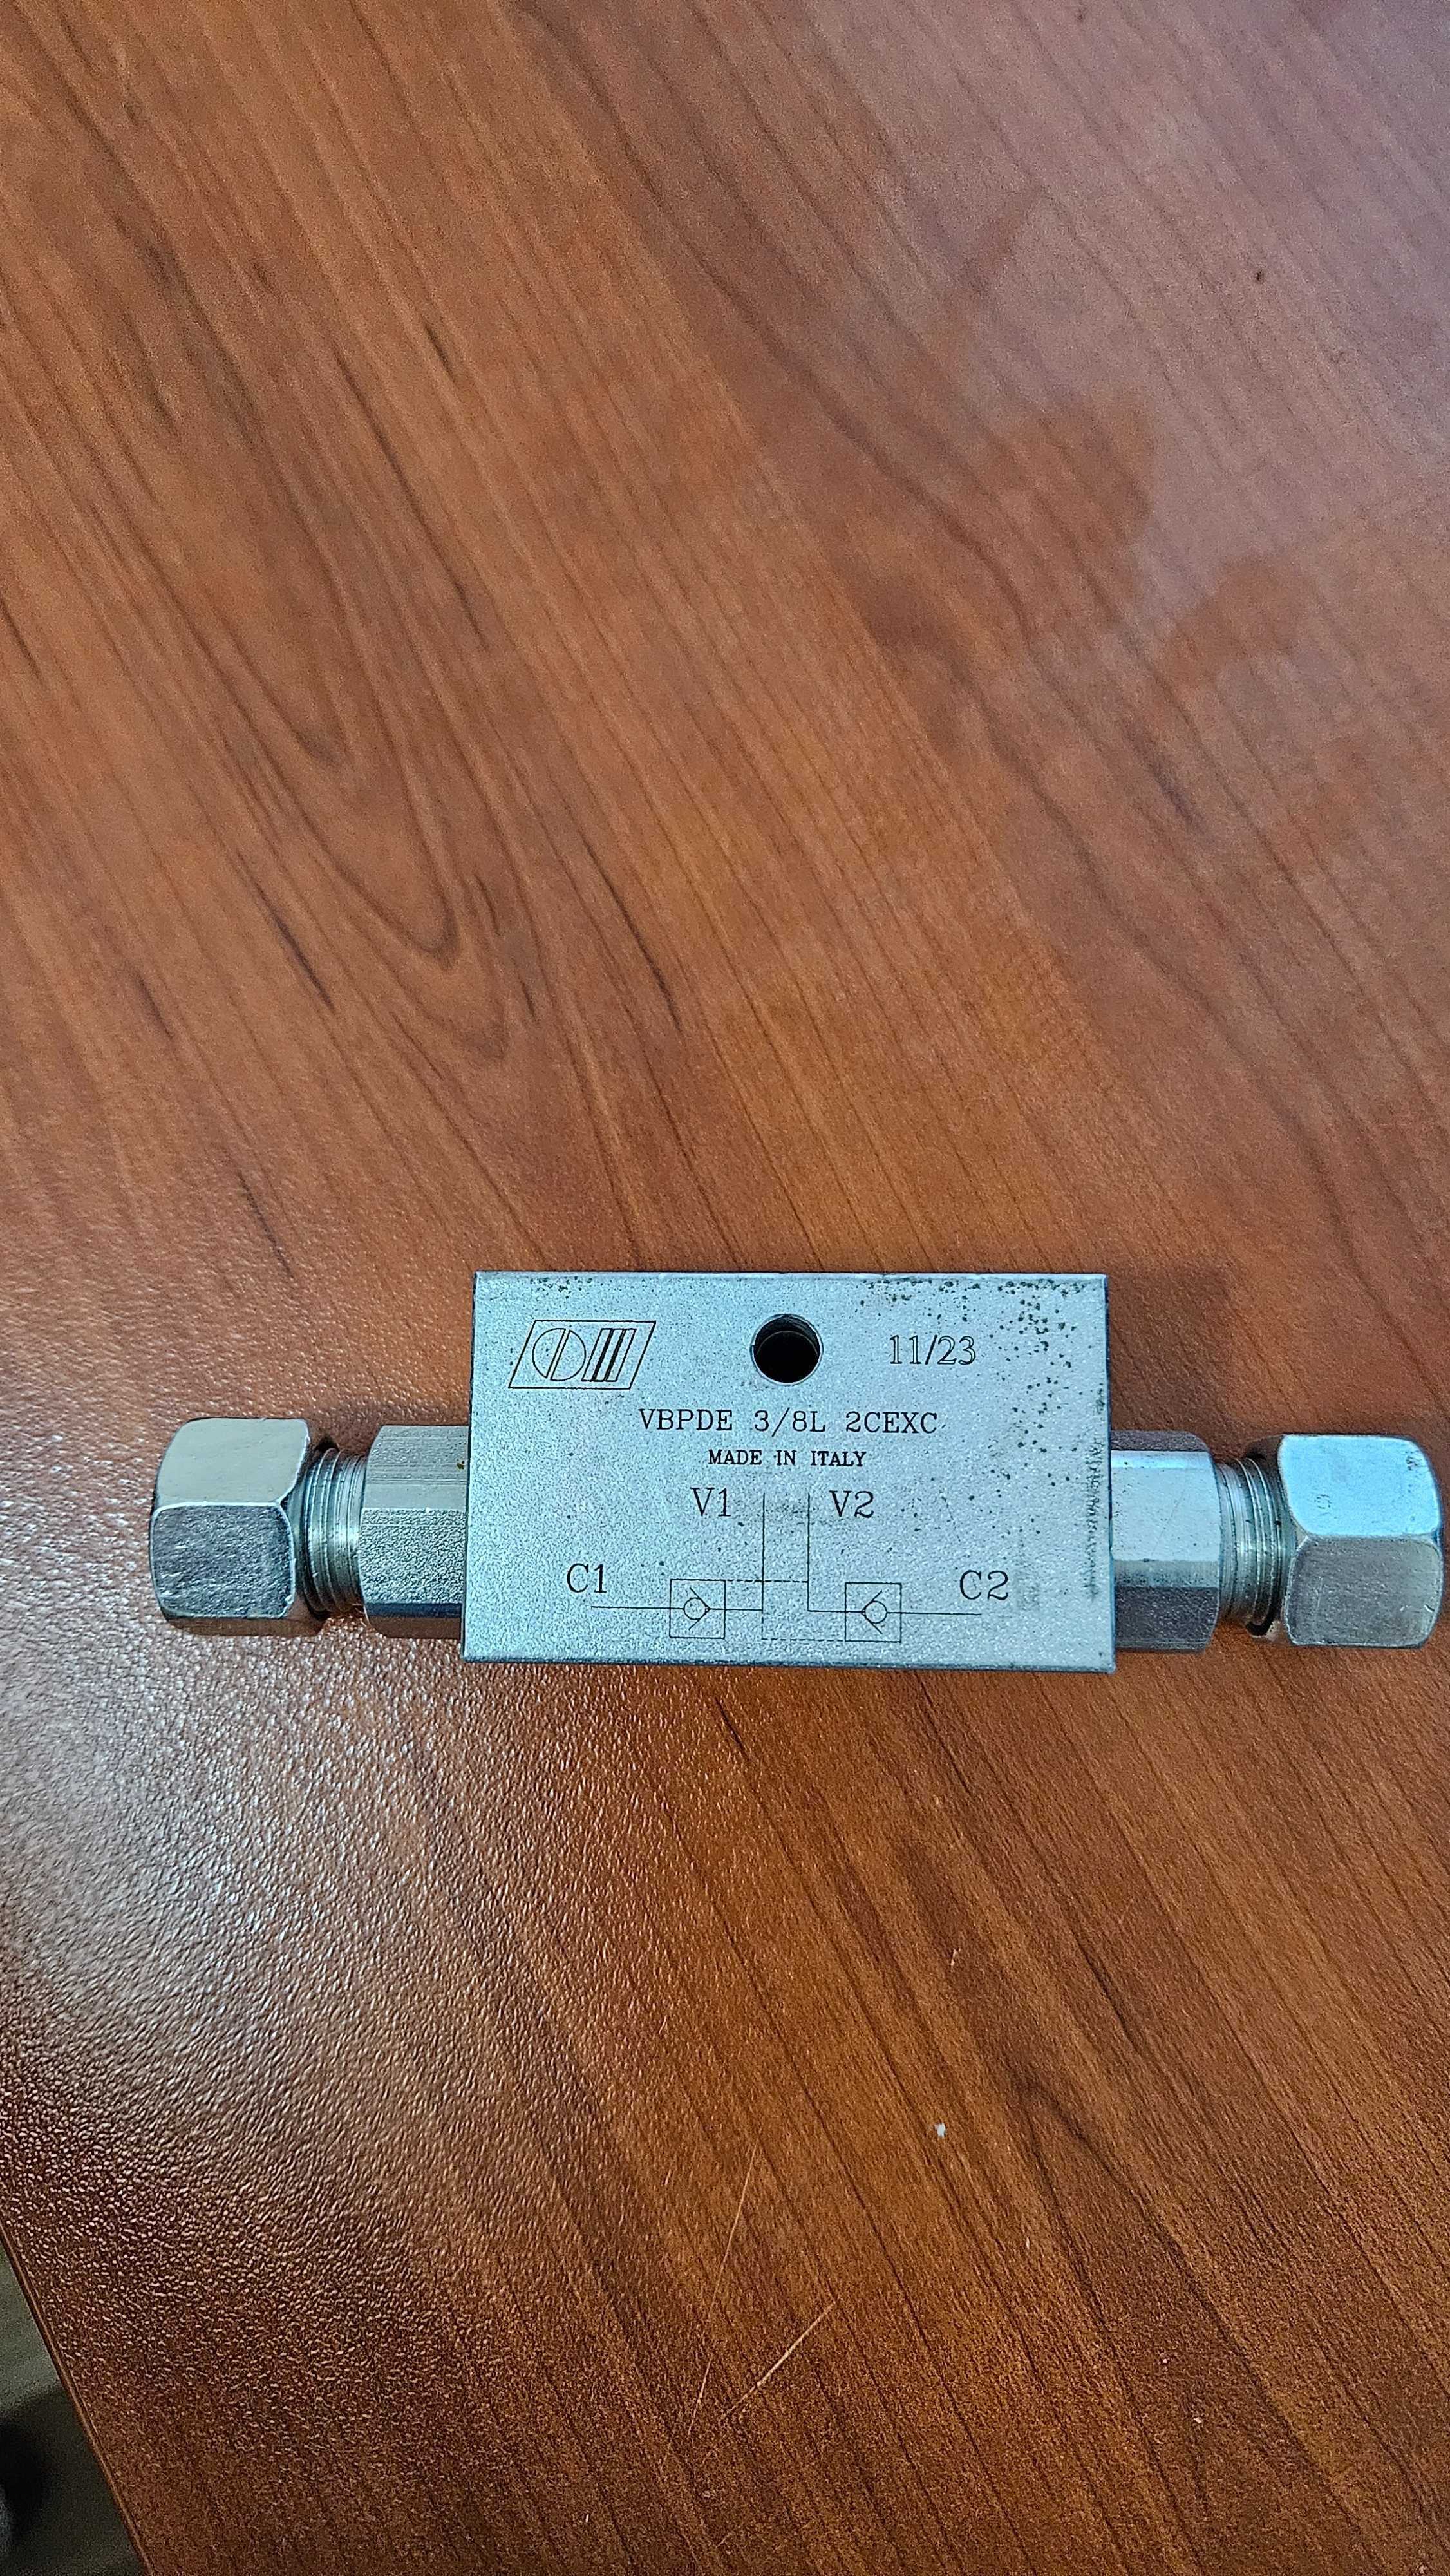 11/23
VBPDE 3/8L 2CEXC
MADE IN ITALY
V1 V2
C1 C2